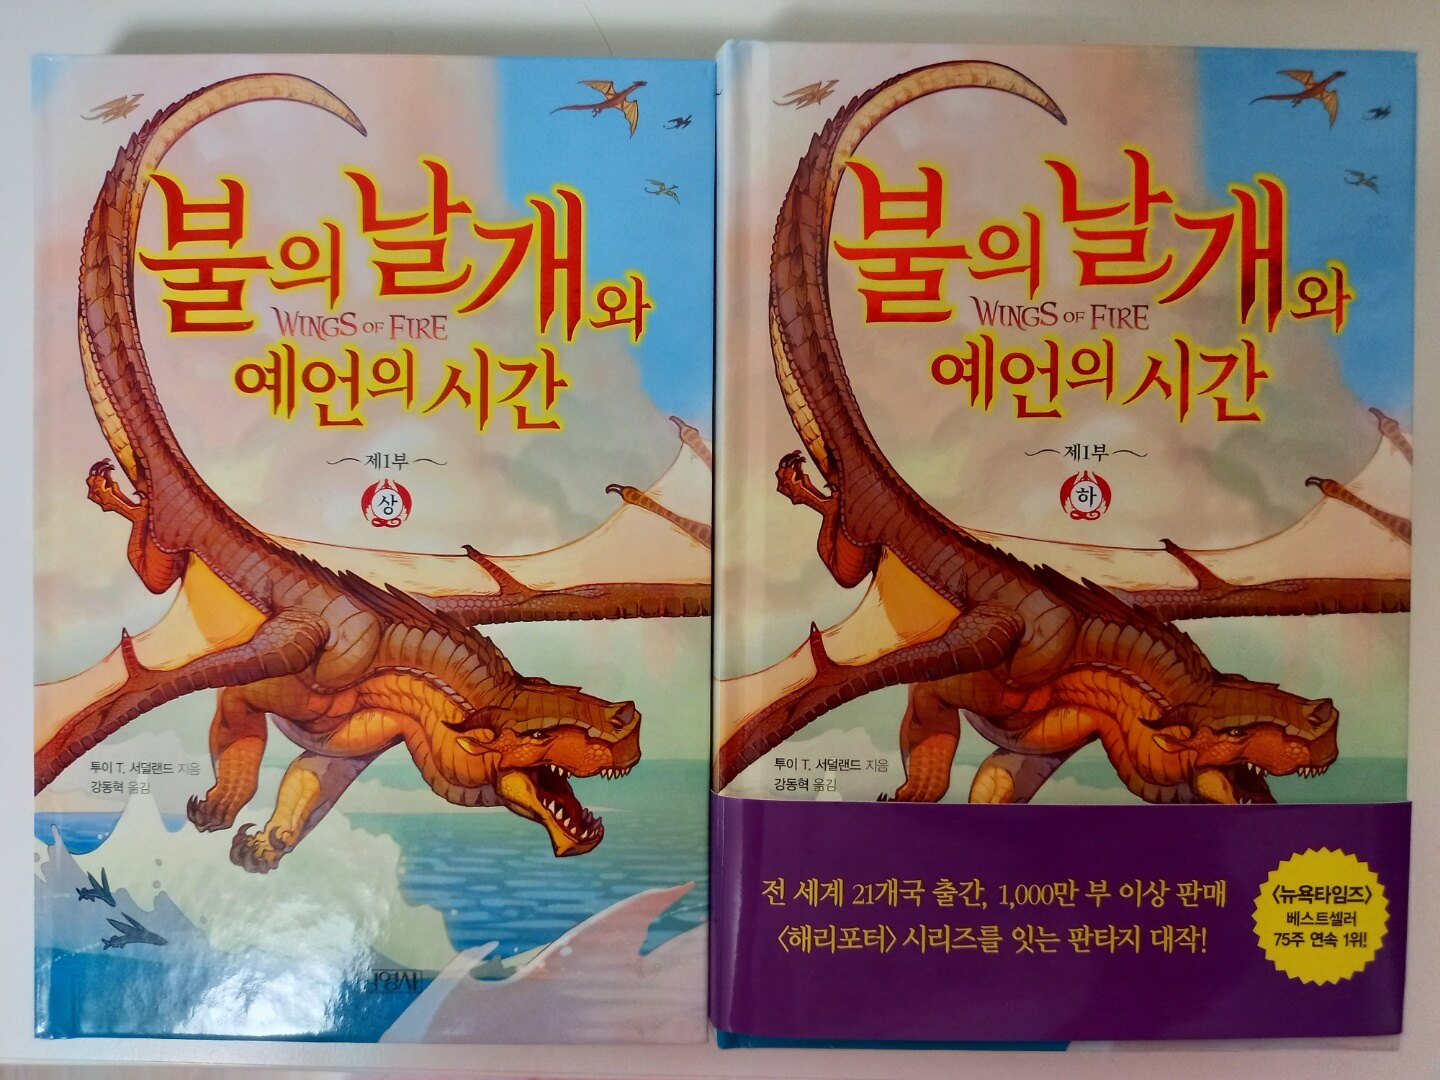 불의 날개와
WINGS OF FIRE
예언의 시간
제1부
상
투이 T. 서덜랜드 지음
강동혁 옮김
영사
불의 날개와
WINGS OF FIRE
예언의 시간
제1부
하
투이 T. 서덜랜드 지음
강동혁 옮김
전 세계 21개국 출간, 1,000만 부 이상 판매
〈해리포터〉 시리즈를 잇는 판타지 대작!
〈뉴욕타임즈〉
베스트셀러
75주 연속 1위!